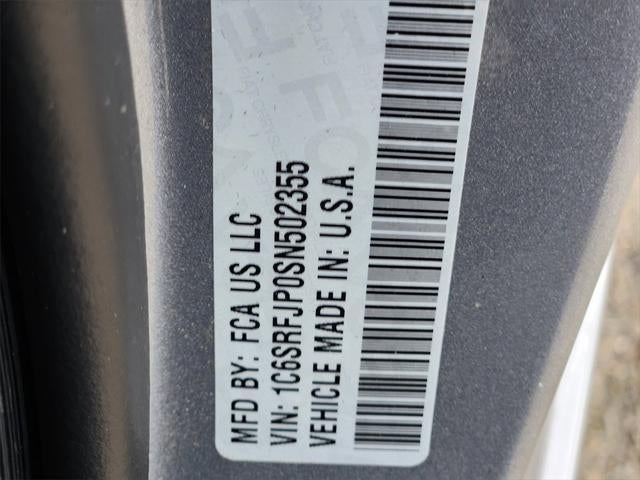 MFD BY: FCA US LLC
VIN: 1C6SRFJP0SN502355
VEHICLE MADE IN: U.S.A.